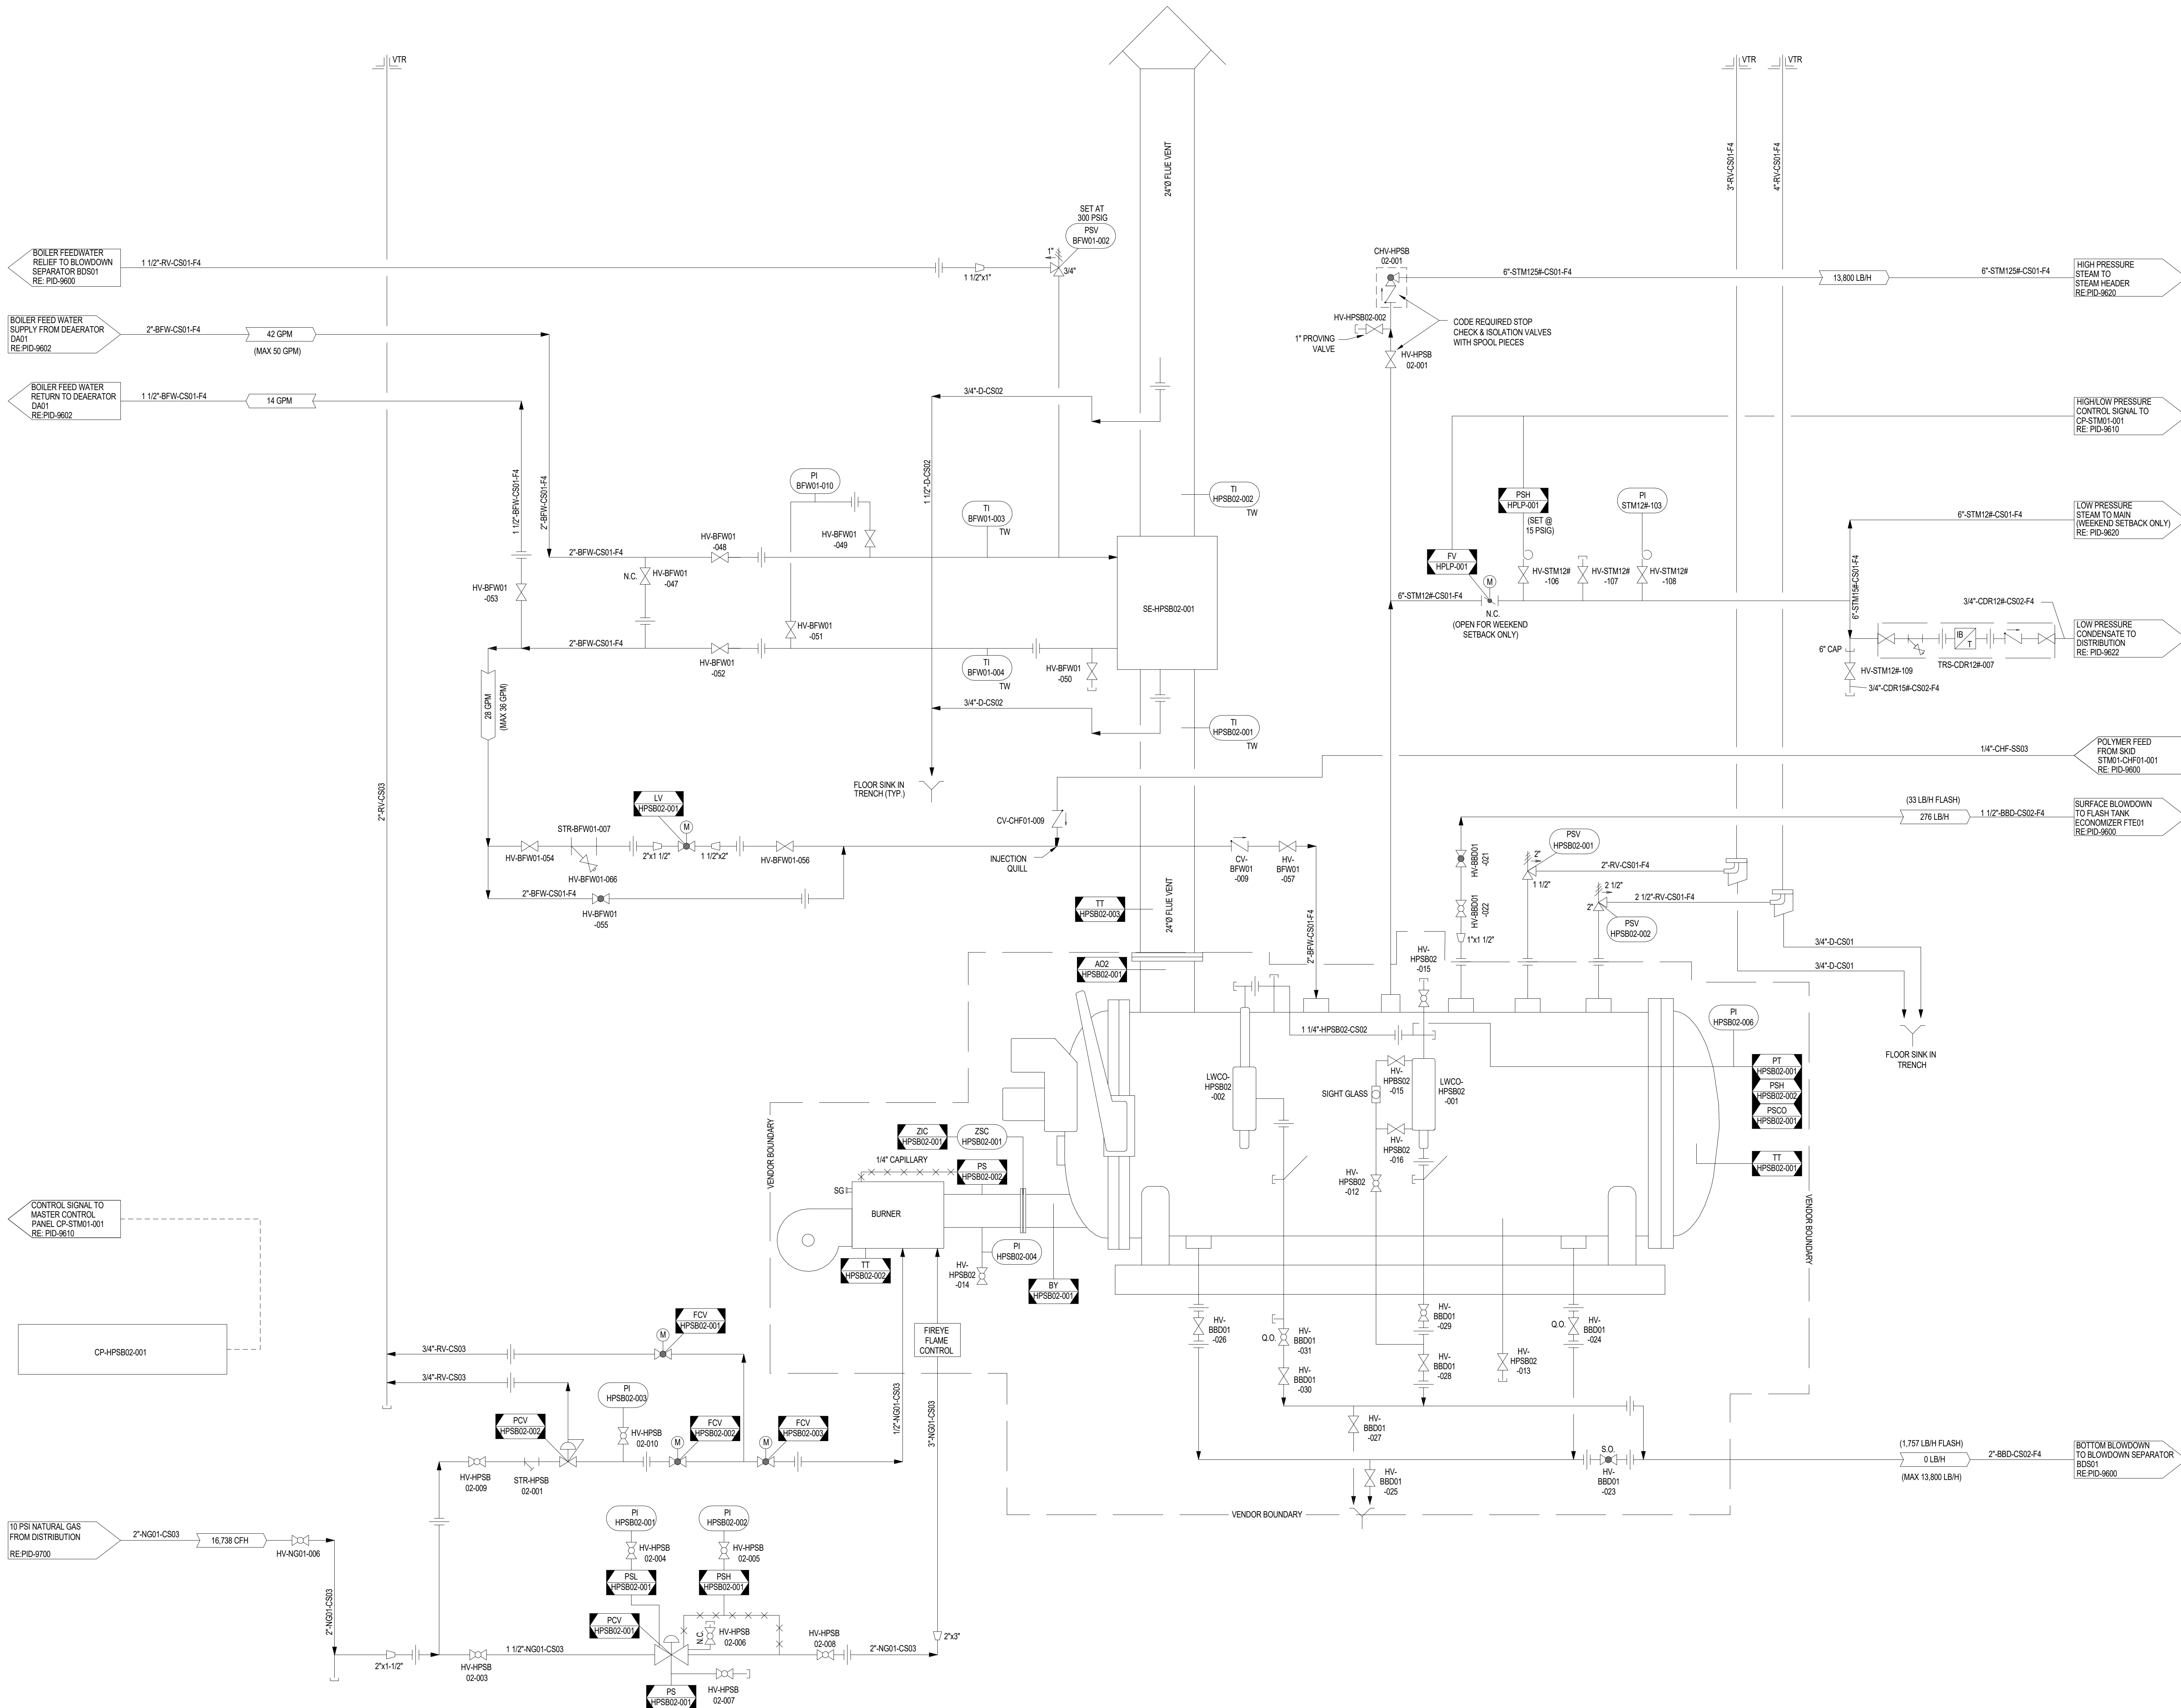 VTR
VTR
VTR
24"Ø FLUE VENT
3"-RV-CS01-F4
4"-RV-CS01-F4
BOILER FEEDWATER
RELIEF TO BLOWDOWN
SEPARATOR BDS01
RE: PID-9600
1 1/2"-RV-CS01-F4
1 1/2"x1"
1"
3/4"
SET AT
300 PSIG
PSV
BFW01-002
BOILER FEED WATER
SUPPLY FROM DEAERATOR
DA01
RE:PID-9602
2"-BFW-CS01-F4
42 GPM
(MAX 50 GPM)
BOILER FEED WATER
RETURN TO DEAERATOR
DA01
RE:PID-9602
1 1/2"-BFW-CS01-F4
14 GPM
1 1/2"-BFW-CS01-F4
2"-BFW-CS01-F4
CHV-HPSB
02-001
6"-STM125#-CS01-F4
13,800 LB/H
6"-STM125#-CS01-F4
HIGH PRESSURE
STEAM TO
STEAM HEADER
RE:PID-9620
HV-HPSB02-002
1" PROVING
VALVE
CODE REQUIRED STOP
CHECK & ISOLATION VALVES
WITH SPOOL PIECES
HV-HPSB
02-001
3/4"-D-CS02
1 1/2"-D-CS02
HIGH/LOW PRESSURE
CONTROL SIGNAL TO
CP-STM01-001
RE: PID-9610
PI
BFW01-010
HV-BFW01
-048
HV-BFW01
-049
TI
BFW01-003
TW
TI
HPSB02-002
TW
PSH
HPLP-001
(SET @
15 PSIG)
PI
STM12#-103
6"-STM12#-CS01-F4
LOW PRESSURE
STEAM TO MAIN
(WEEKEND SETBACK ONLY)
RE: PID-9620
2"-BFW-CS01-F4
N.C.
HV-BFW01
-047
HV-BFW01
-053
SE-HPSB02-001
FV
HPLP-001
M
HV-STM12#
-106
HV-STM12#
-107
HV-STM12#
-108
6"-STM12#-CS01-F4
N.C.
(OPEN FOR WEEKEND
SETBACK ONLY)
6"-STM15#-CS01-F4
3/4"-CDR12#-CS02-F4
HV-BFW01
-051
2"-BFW-CS01-F4
HV-BFW01
-052
TI
BFW01-004
TW
HV-BFW01
-050
IB
T
6" CAP
TRS-CDR12#-007
LOW PRESSURE
CONDENSATE TO
DISTRIBUTION
RE: PID-9622
HV-STM12#-109
3/4"-CDR15#-CS02-F4
28 GPM
(MAX 36 GPM)
3/4"-D-CS02
TI
HPSB02-001
TW
1/4"-CHF-SS03
POLYMER FEED
FROM SKID
STM01-CHF01-001
RE: PID-9600
2"-RV-CS03
FLOOR SINK IN
TRENCH (TYP.)
LV
HPSB02-001
M
STR-BFW01-007
HV-BFW01-054
HV-BFW01-066
2"x1 1/2"
1 1/2"x2"
HV-BFW01-056
2"-BFW-CS01-F4
HV-BFW01
-055
CV-CHF01-009
INJECTION
QUILL
CV-
BFW01
-009
HV-
BFW01
-057
2"-BFW-CS01-F4
24"Ø FLUE VENT
TT
HPSB02-003
AO2
HPSB02-001
(33 LB/H FLASH)
276 LB/H
1 1/2"-BBD-CS02-F4
SURFACE BLOWDOWN
TO FLASH TANK
ECONOMIZER FTE01
RE:PID-9600
HV-BBD01
-021
HV-BBD01
-022
1"x1 1/2"
PSV
HPSB02-001
2"
1 1/2"
2"-RV-CS01-F4
2 1/2"
2"
2 1/2"-RV-CS01-F4
PSV
HPSB02-002
3/4"-D-CS01
3/4"-D-CS01
FLOOR SINK IN
TRENCH
HV-
HPSB02
-015
1 1/4"-HPSB02-CS02
LWCO-
HPSB02
-002
SIGHT GLASS
HV-
HPBS02
-015
LWCO-
HPSB02
-001
HV-
HPSB02
-016
HV-
HPSB02
-012
PI
HPSB02-006
PT
HPSB02-001
PSH
HPSB02-002
PSCO
HPSB02-001
TT
HPSB02-001
VENDOR BOUNDARY
VENDOR BOUNDARY
ZIC
HPSB02-001
ZSC
HPSB02-001
1/4" CAPILLARY
PS
HPSB02-002
SG
BURNER
TT
HPSB02-002
HV-
HPSB02
-014
PI
HPSB02-004
BY
HPSB02-001
CONTROL SIGNAL TO
MASTER CONTROL
PANEL CP-STM01-001
RE: PID-9610
CP-HPSB02-001
FIREYE
FLAME
CONTROL
HV-
BBD01
-026
Q.O.
HV-
BBD01
-031
HV-
BBD01
-030
HV-
BBD01
-029
HV-
BBD01
-028
HV-
HPSB02
-013
Q.O.
HV-
BBD01
-024
HV-
BBD01
-027
HV-
BBD01
-025
S.O.
HV-
BBD01
-023
(1,757 LB/H FLASH)
0 LB/H
(MAX 13,800 LB/H)
2"-BBD-CS02-F4
BOTTOM BLOWDOWN
TO BLOWDOWN SEPARATOR
BDS01
RE:PID-9600
VENDOR BOUNDARY
FCV
HPSB02-001
M
3/4"-RV-CS03
3/4"-RV-CS03
PI
HPSB02-003
PCV
HPSB02-002
HV-HPSB
02-010
FCV
HPSB02-002
M
FCV
HPSB02-003
M
HV-HPSB
02-009
STR-HPSB
02-001
1/2"-NG01-CS03
3"-NG01-CS03
10 PSI NATURAL GAS
FROM DISTRIBUTION
RE:PID-9700
2"-NG01-CS03
16,738 CFH
HV-NG01-006
2"-NG01-CS03
PI
HPSB02-001
HV-HPSB
02-004
PSL
HPSB02-001
PI
HPSB02-002
HV-HPSB
02-005
PSH
HPSB02-001
PCV
HPSB02-001
N.C.
HV-HPSB
02-006
HV-HPSB
02-008
2"-NG01-CS03
2"x3"
2"x1-1/2"
HV-HPSB
02-003
1 1/2"-NG01-CS03
PS
HPSB02-001
HV-HPSB
02-007